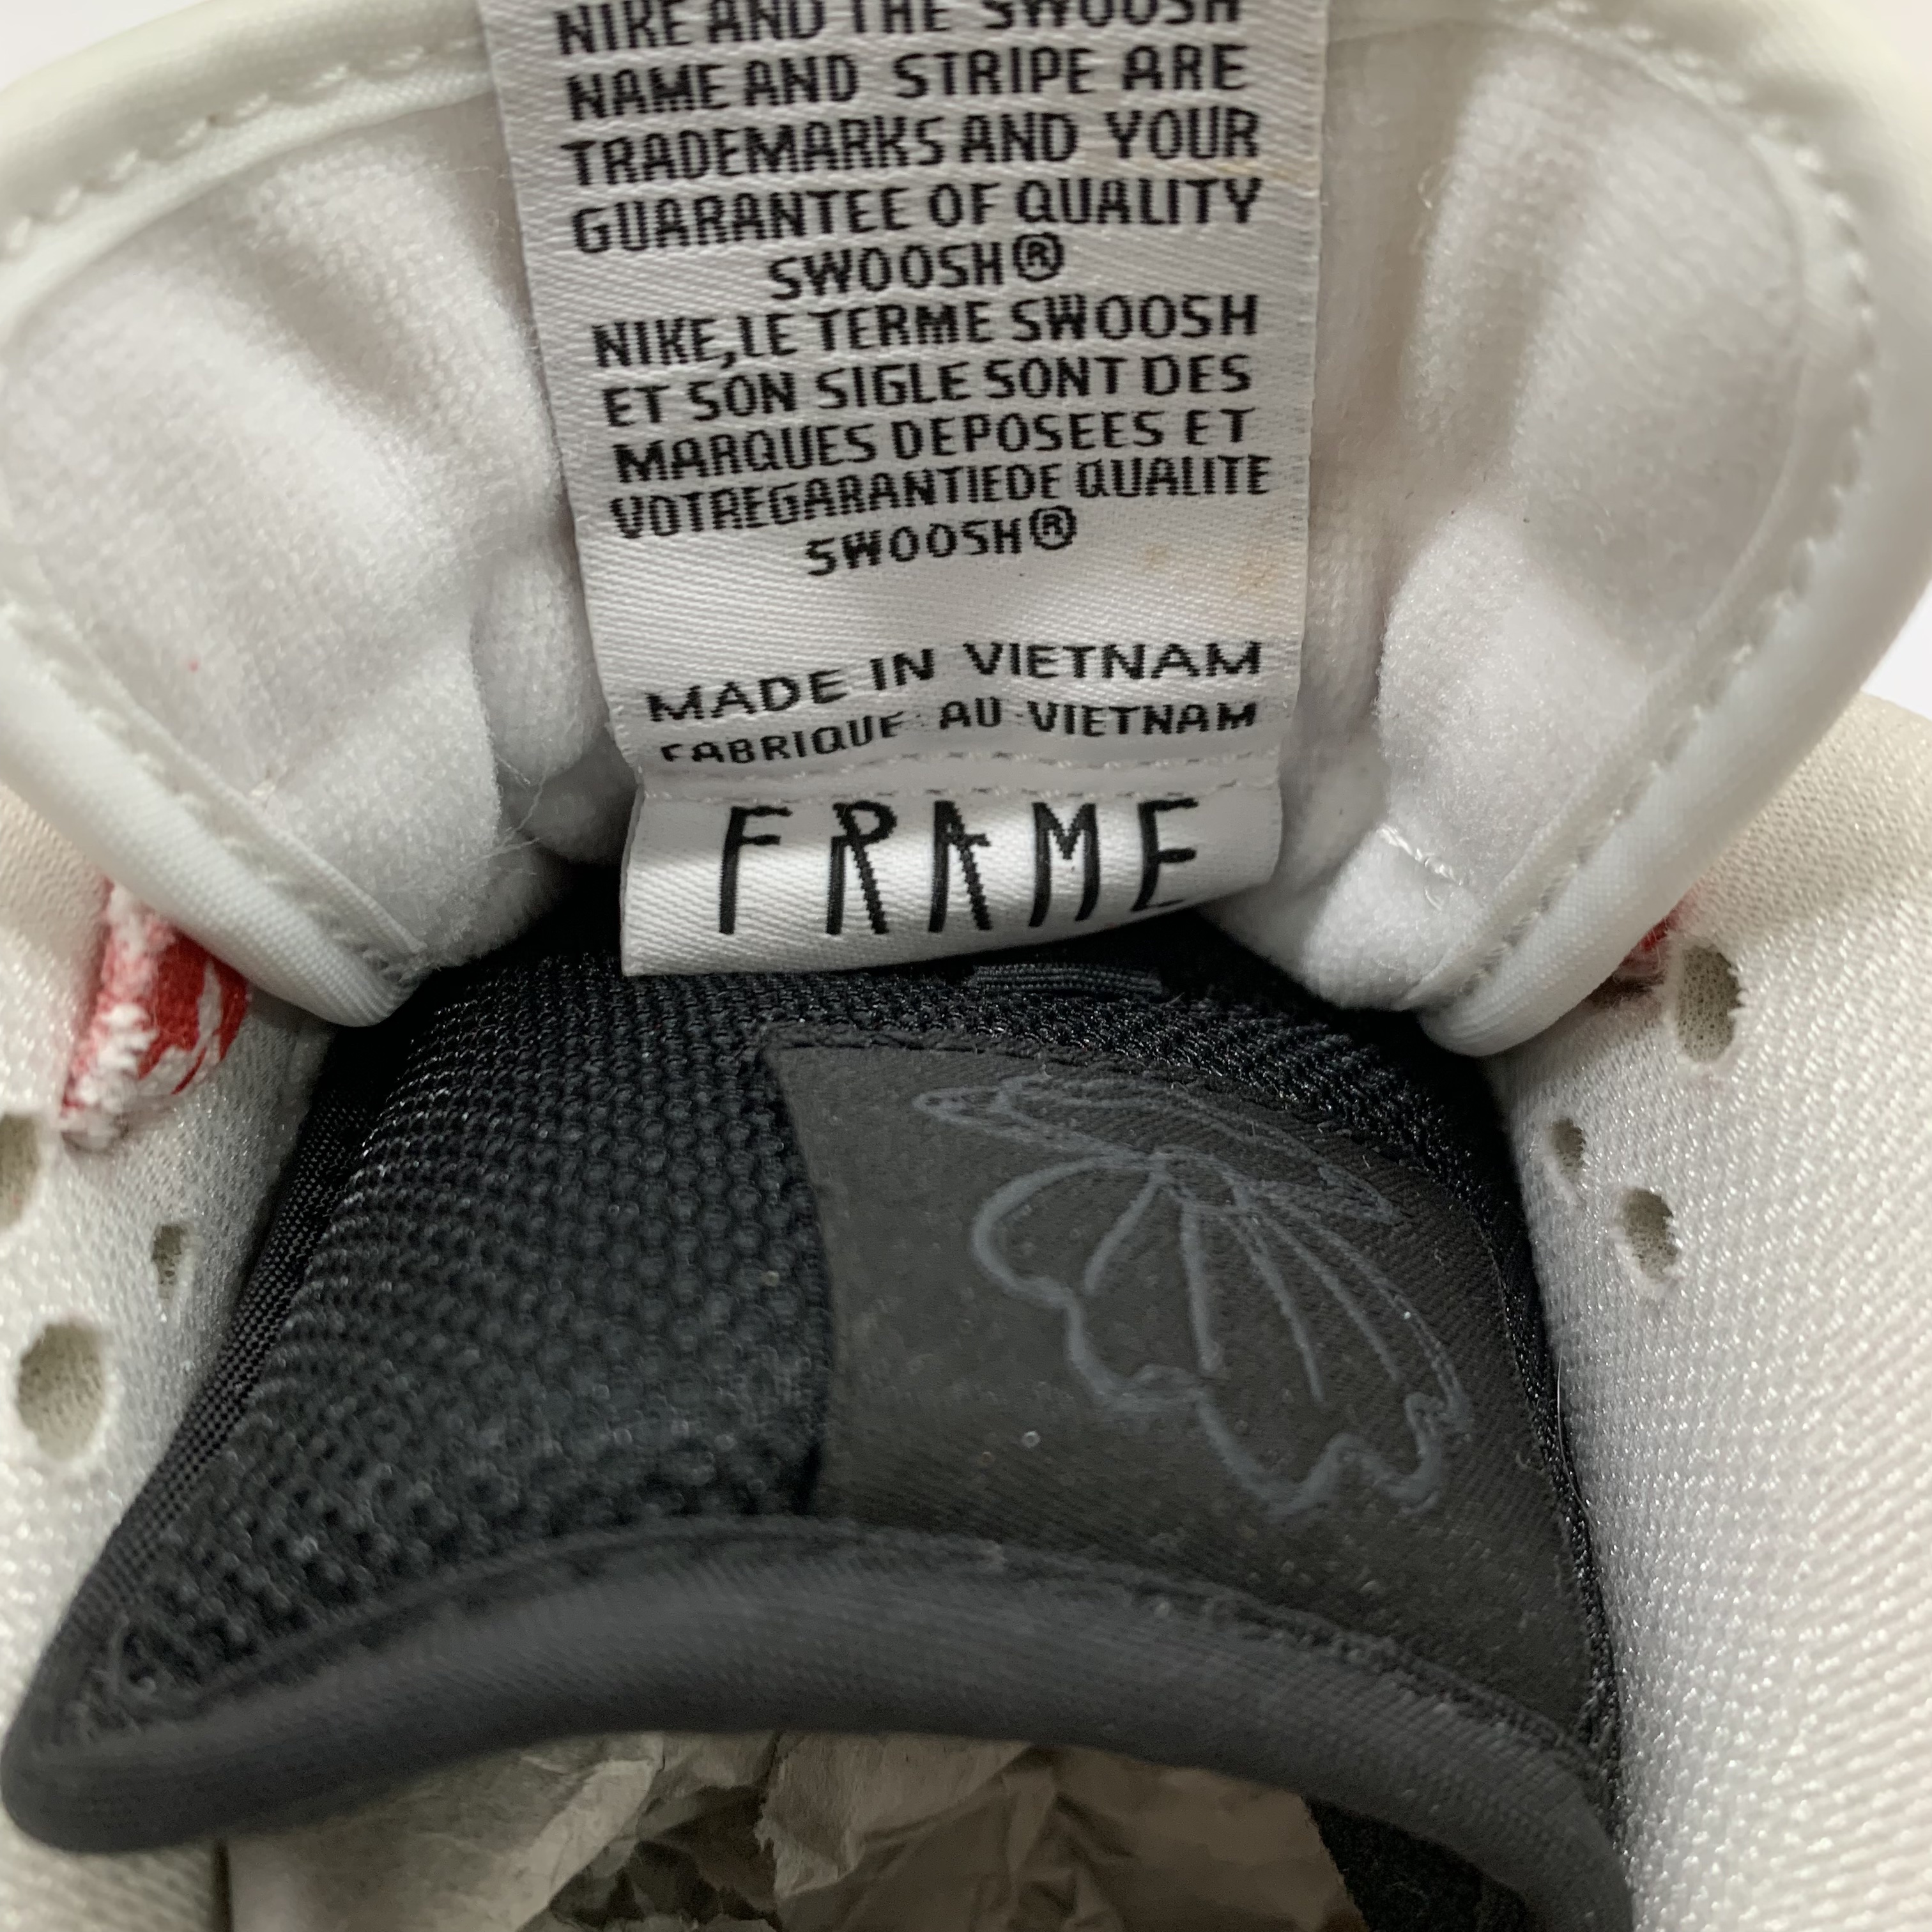 NIKE AND THE SWOOSH
NAME AND STRIPE ARE
TRADEMARKS AND YOUR
GUARANTEE OF QUALITY
SWOOSH®
NIKE,LE TERME SWOOSH
ET SON SIGLE SONT DES
MARQUES DEPOSEES ET
VOTREGARANTIEDE QUALITE
SWOOSH®
MADE IN VIETNAM
FABRIQUE AU VIETNAM
FRAME